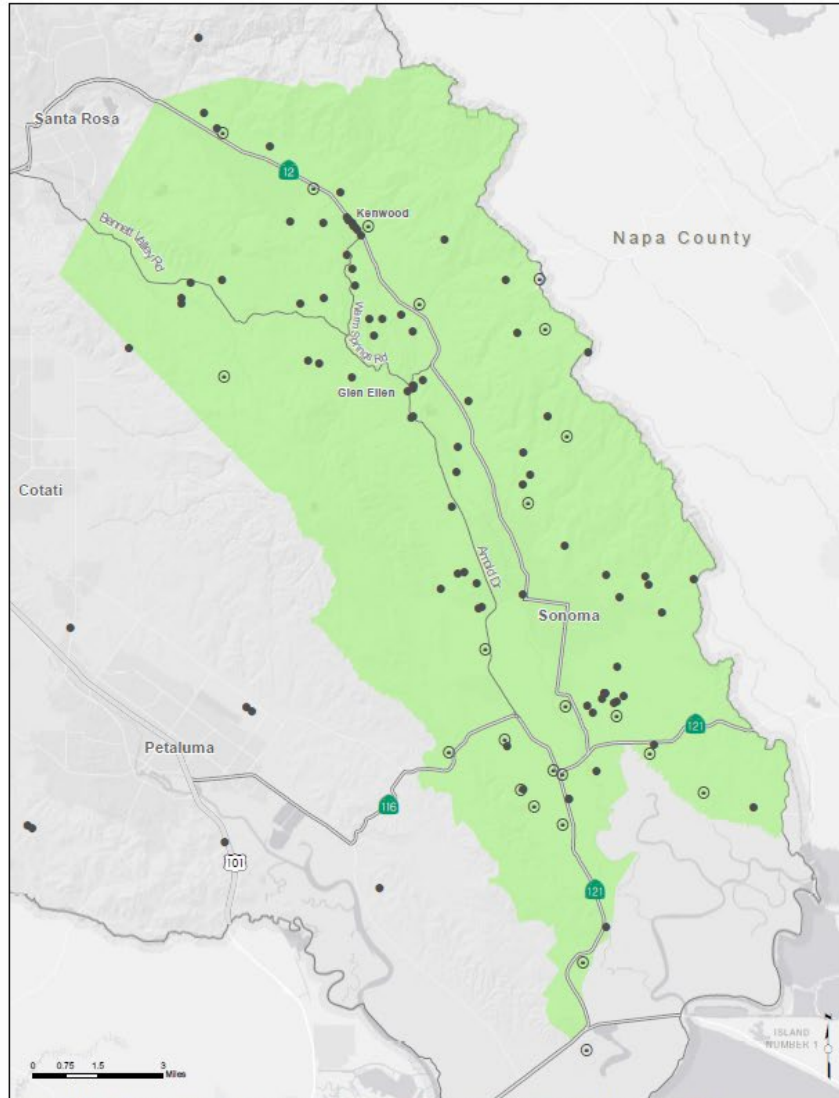 Santa Rosa
12
Kenwood
Bennett Valley Rd
Napa County
Warm Springs Rd
Glen Ellen
Cotati
Arnold Dr
Sonoma
121
Petaluma
116
101
121
N
ISLAND
NUMBER 1
0 0.75 1.5 3
Miles